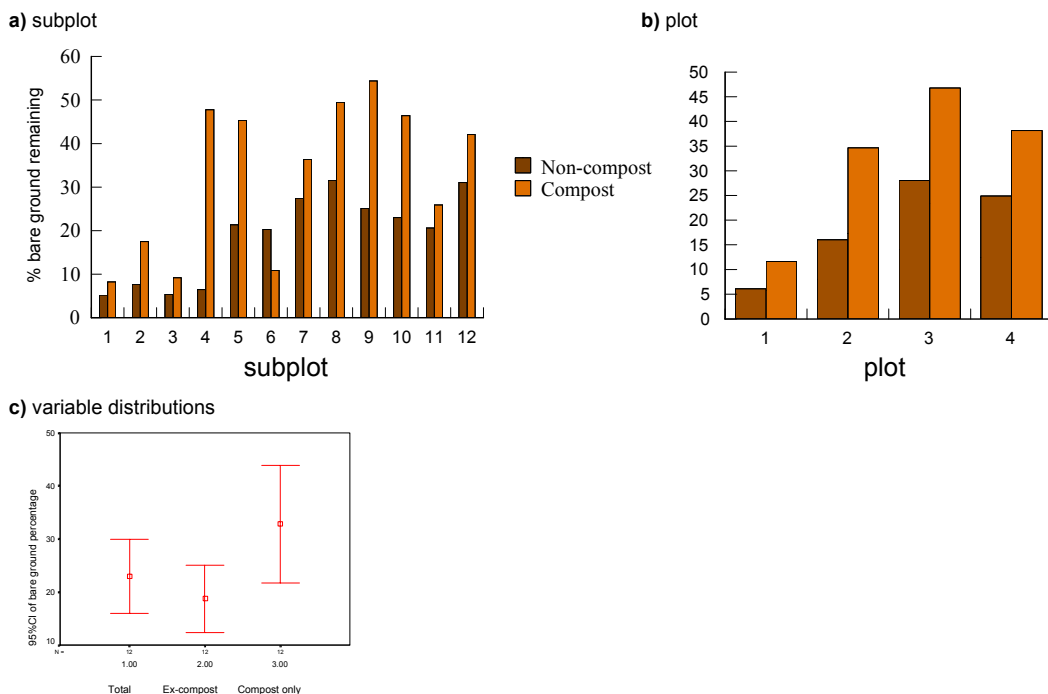 a) subplot
60
50
40
30
20
10
0
% bare ground remaining
1 2 3 4 5 6 7 8 9 10 11 12
subplot
Non-compost
Compost
b) plot
50
45
40
35
30
25
20
15
10
5
0
1 2 3 4
plot
c) variable distributions
50
40
30
20
10
95%CI of bare ground percentage
N = 12 12 12
1.00 2.00 3.00
Total Ex-compost Compost only